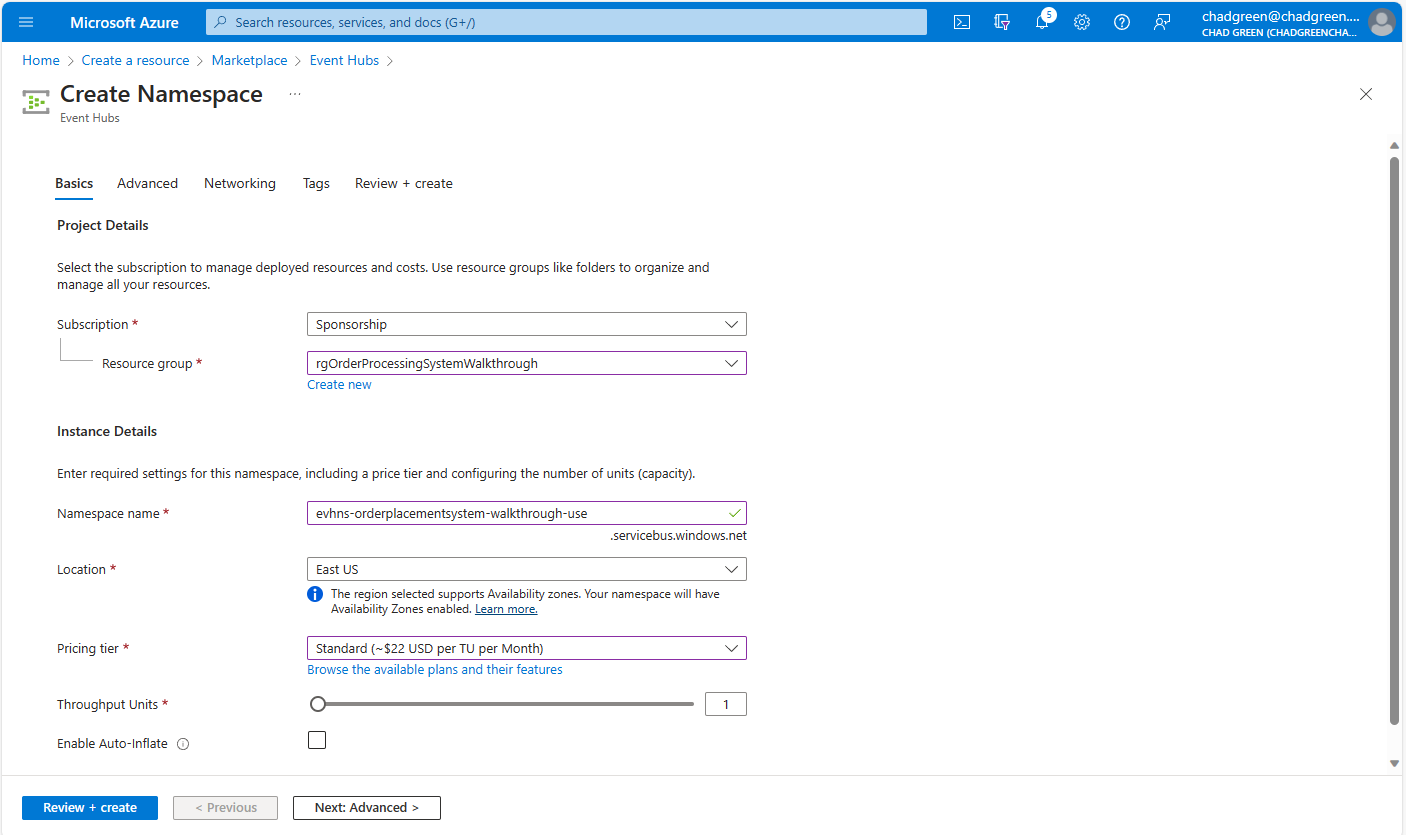 Microsoft Azure
Search resources, services, and docs (G+/)
5
chadgreen@chadgreen....
CHAD GREEN (CHADGREENCHA...
Home > Create a resource > Marketplace > Event Hubs >
Create Namespace ...
Event Hubs
Basics Advanced Networking Tags Review + create
Project Details
Select the subscription to manage deployed resources and costs. Use resource groups like folders to organize and
manage all your resources.
Subscription *
Sponsorship
Resource group *
rgOrderProcessingSystemWalkthrough
Create new
Instance Details
Enter required settings for this namespace, including a price tier and configuring the number of units (capacity).
Namespace name *
evhns-orderplacementsystem-walkthrough-use
.servicebus.windows.net
Location *
East US
The region selected supports Availability zones. Your namespace will have
Availability Zones enabled. Learn more.
Pricing tier *
Standard (~$22 USD per TU per Month)
Browse the available plans and their features
Throughput Units *
1
Enable Auto-Inflate
Review + create
< Previous
Next: Advanced >